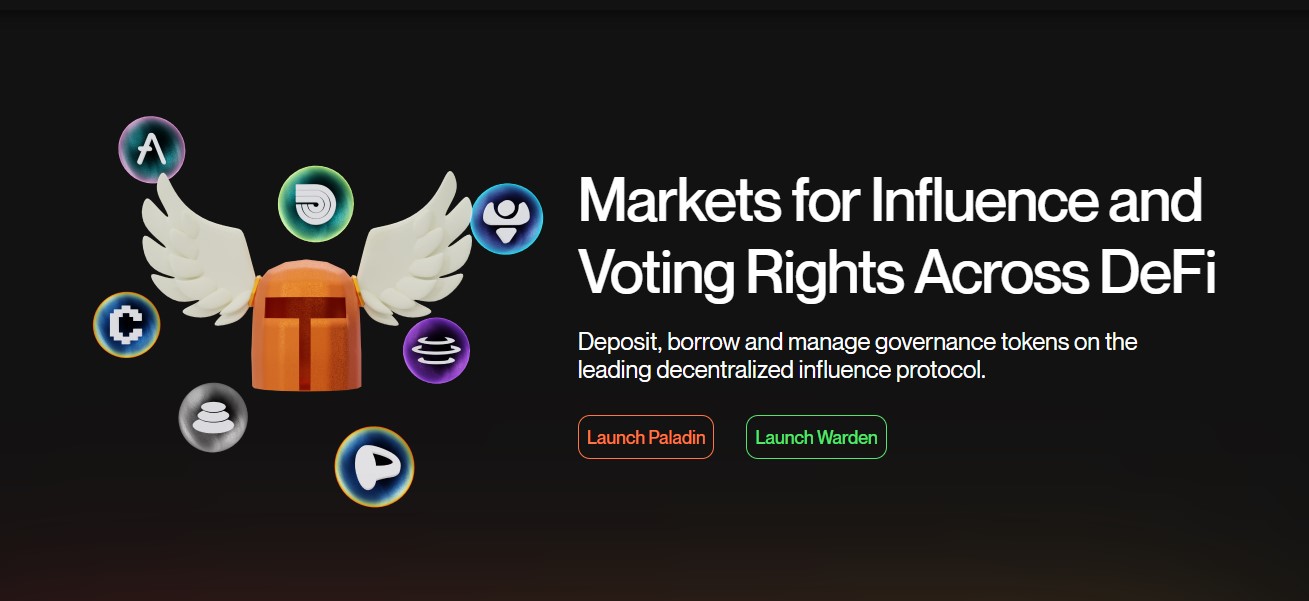 Markets for Influence and
Voting Rights Across DeFi
Deposit, borrow and manage governance tokens on the
leading decentralized influence protocol.
Launch Paladin
Launch Warden